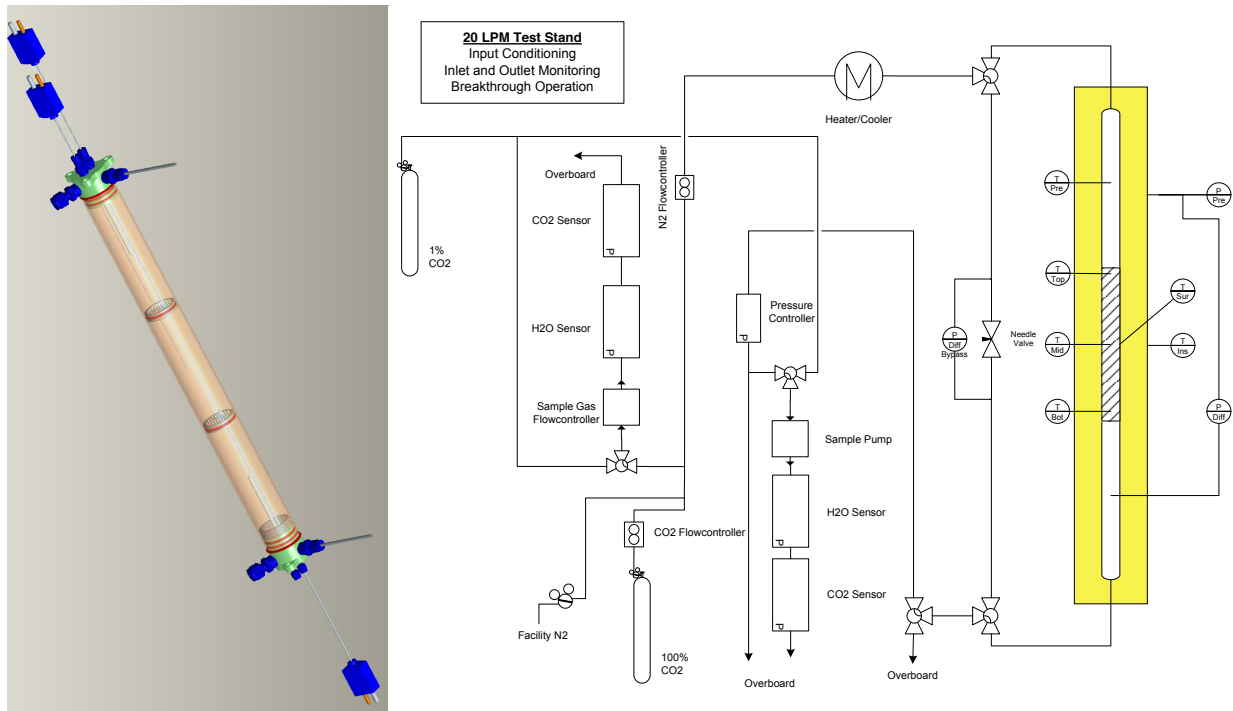 20 LPM Test Stand
Input Conditioning
Inlet and Outlet Monitoring
Breakthrough Operation
M
Heater/Cooler
Overboard
N2 Flowcontroller
CO2 Sensor
P
1%
CO2
H2O Sensor
P
Sample Gas
Flowcontroller
CO2 Flowcontroller
Facility N2
100%
CO2
Pressure
Controller
P
Sample Pump
H2O Sensor
P
CO2 Sensor
P
Overboard
Overboard
P
Diff
Bypass
Needle
Valve
T
Pre
T
Top
T
Mid
T
Bot
P
Pre
T
Sur
T
Ins
P
Diff